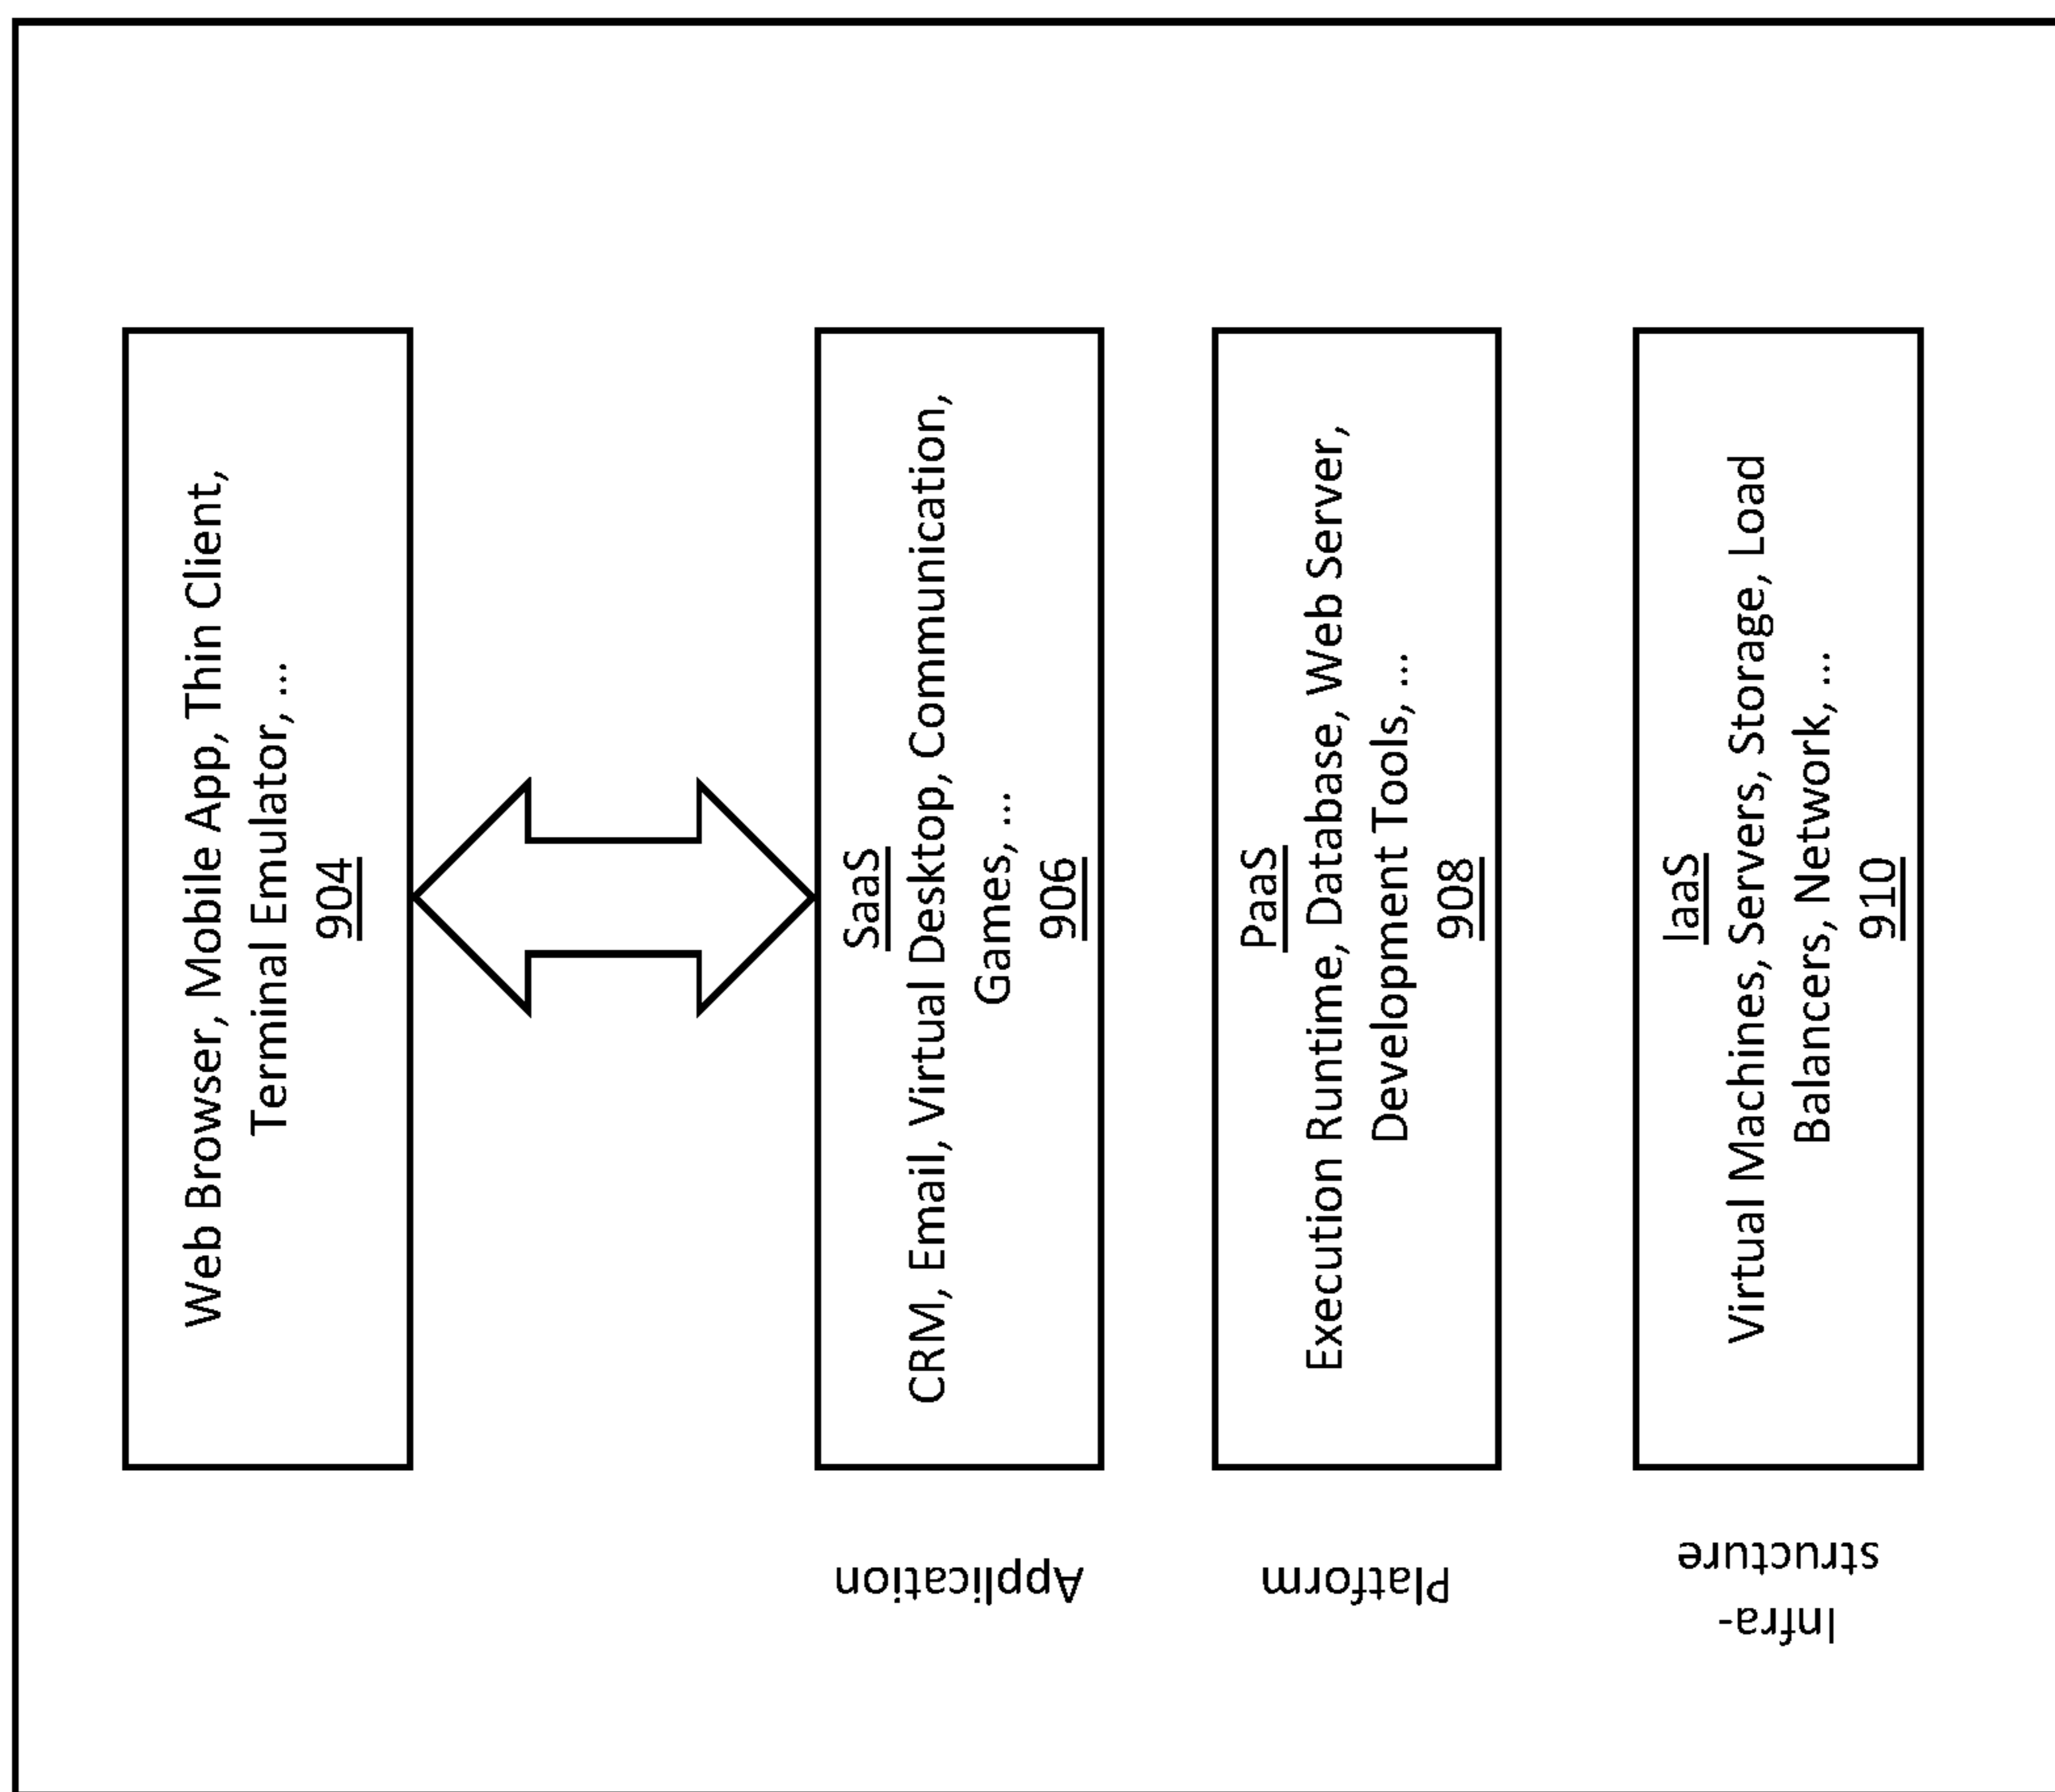 Web Browser, Mobile App, Thin Client,
Terminal Emulator, ...
904
SaaS
CRM, Email, Virtual Desktop, Communication,
Games, ...
906
Application
PaaS
Execution Runtime, Database, Web Server,
Development Tools, ...
908
Platform
IaaS
Virtual Machines, Servers, Storage, Load
Balancers, Network, ...
910
Infra-
structure